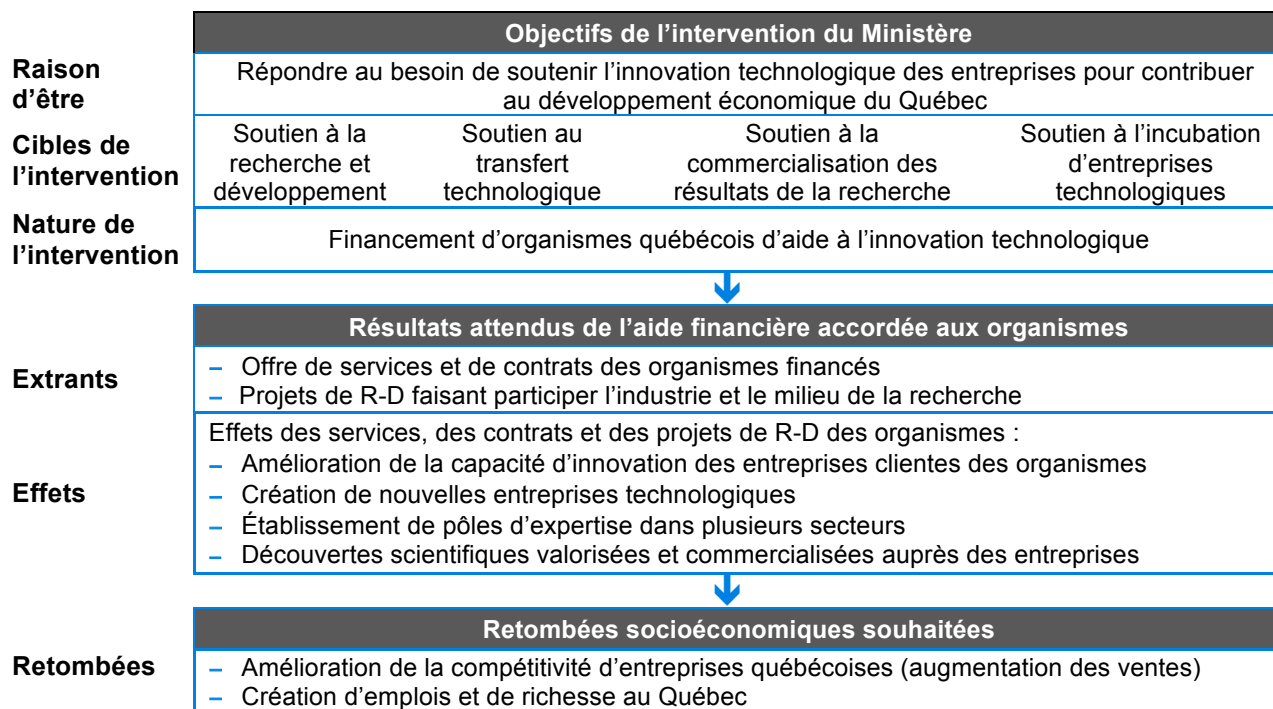 Objectifs de l’intervention du Ministère
Raison
d’être
Répondre au besoin de soutenir l’innovation technologique des entreprises pour contribuer
au développement économique du Québec
Cibles de
l’intervention
Soutien à la
recherche et
développement
Soutien au
transfert
technologique
Soutien à la
commercialisation des
résultats de la recherche
Soutien à l’incubation
d’entreprises
technologiques
Nature de
l’intervention
Financement d’organismes québécois d’aide à l’innovation technologique
Résultats attendus de l’aide financière accordée aux organismes
Extrants
– Offre de services et de contrats des organismes financés
– Projets de R-D faisant participer l’industrie et le milieu de la recherche
Effets
Effets des services, des contrats et des projets de R-D des organismes :
– Amélioration de la capacité d’innovation des entreprises clientes des organismes
– Création de nouvelles entreprises technologiques
– Établissement de pôles d’expertise dans plusieurs secteurs
– Découvertes scientifiques valorisées et commercialisées auprès des entreprises
Retombées socioéconomiques souhaitées
Retombées
– Amélioration de la compétitivité d’entreprises québécoises (augmentation des ventes)
– Création d’emplois et de richesse au Québec